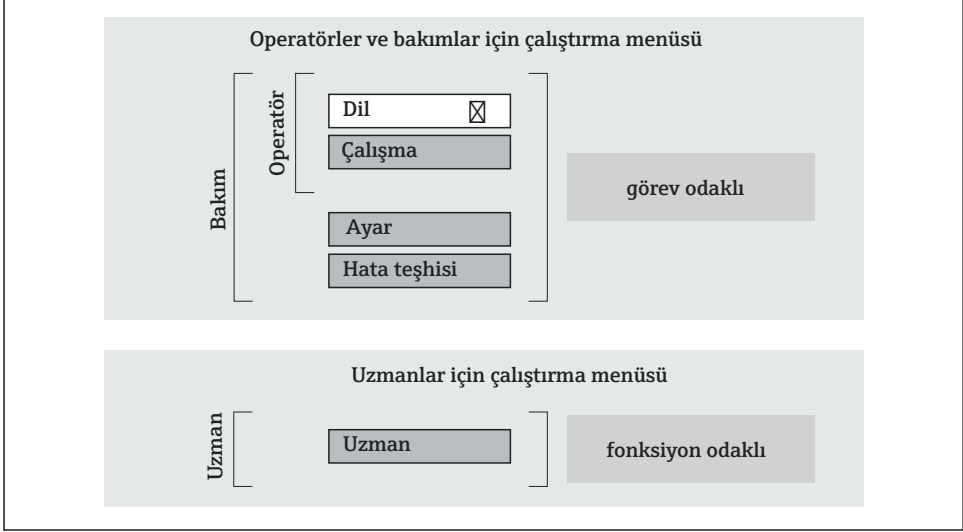 Operatörler ve bakımlar için çalıştırma menüsü
Bakım
Operatör
Dil
Çalışma
görev odaklı
Ayar
Hata teşhisi
Uzmanlar için çalıştırma menüsü
Uzman
Uzman
fonksiyon odaklı